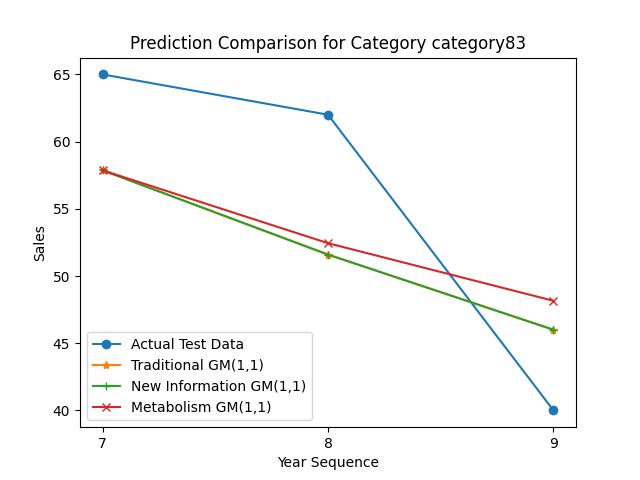 Prediction Comparison for Category category83
65
60
55
50
45
40
Sales
Actual Test Data
Traditional GM(1,1)
New Information GM(1,1)
Metabolism GM(1,1)
7
8
9
Year Sequence